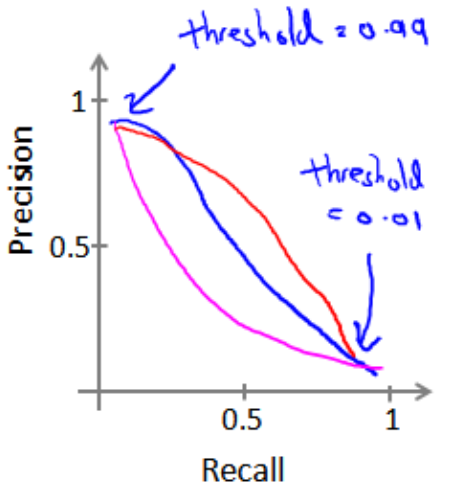 threshold = 0.99
1
Precision
threshold
= 0.01
0.5
0.5
1
Recall